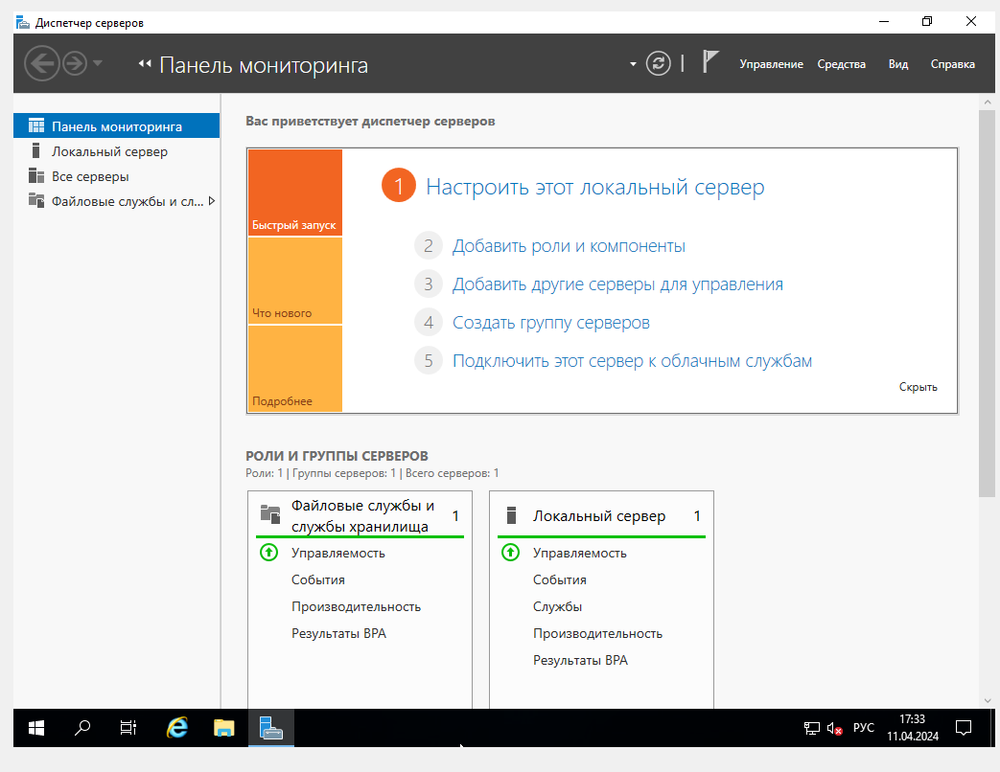 Диспетчер серверов
Панель мониторинга
Управление Средства Вид Справка
Панель мониторинга
Локальный сервер
Все серверы
Файловые службы и сл...
Вас приветствует диспетчер серверов
Быстрый запуск
Что нового
Подробнее
1 Настроить этот локальный сервер
2 Добавить роли и компоненты
3 Добавить другие серверы для управления
4 Создать группу серверов
5 Подключить этот сервер к облачным службам
Скрыть
РОЛИ И ГРУППЫ СЕРВЕРОВ
Роли: 1 | Группы серверов: 1 | Всего серверов: 1
Файловые службы и
службы хранилища 1
Управляемость
События
Производительность
Результаты BPA
Локальный сервер 1
Управляемость
События
Службы
Производительность
Результаты BPA
РУС
17:33
11.04.2024